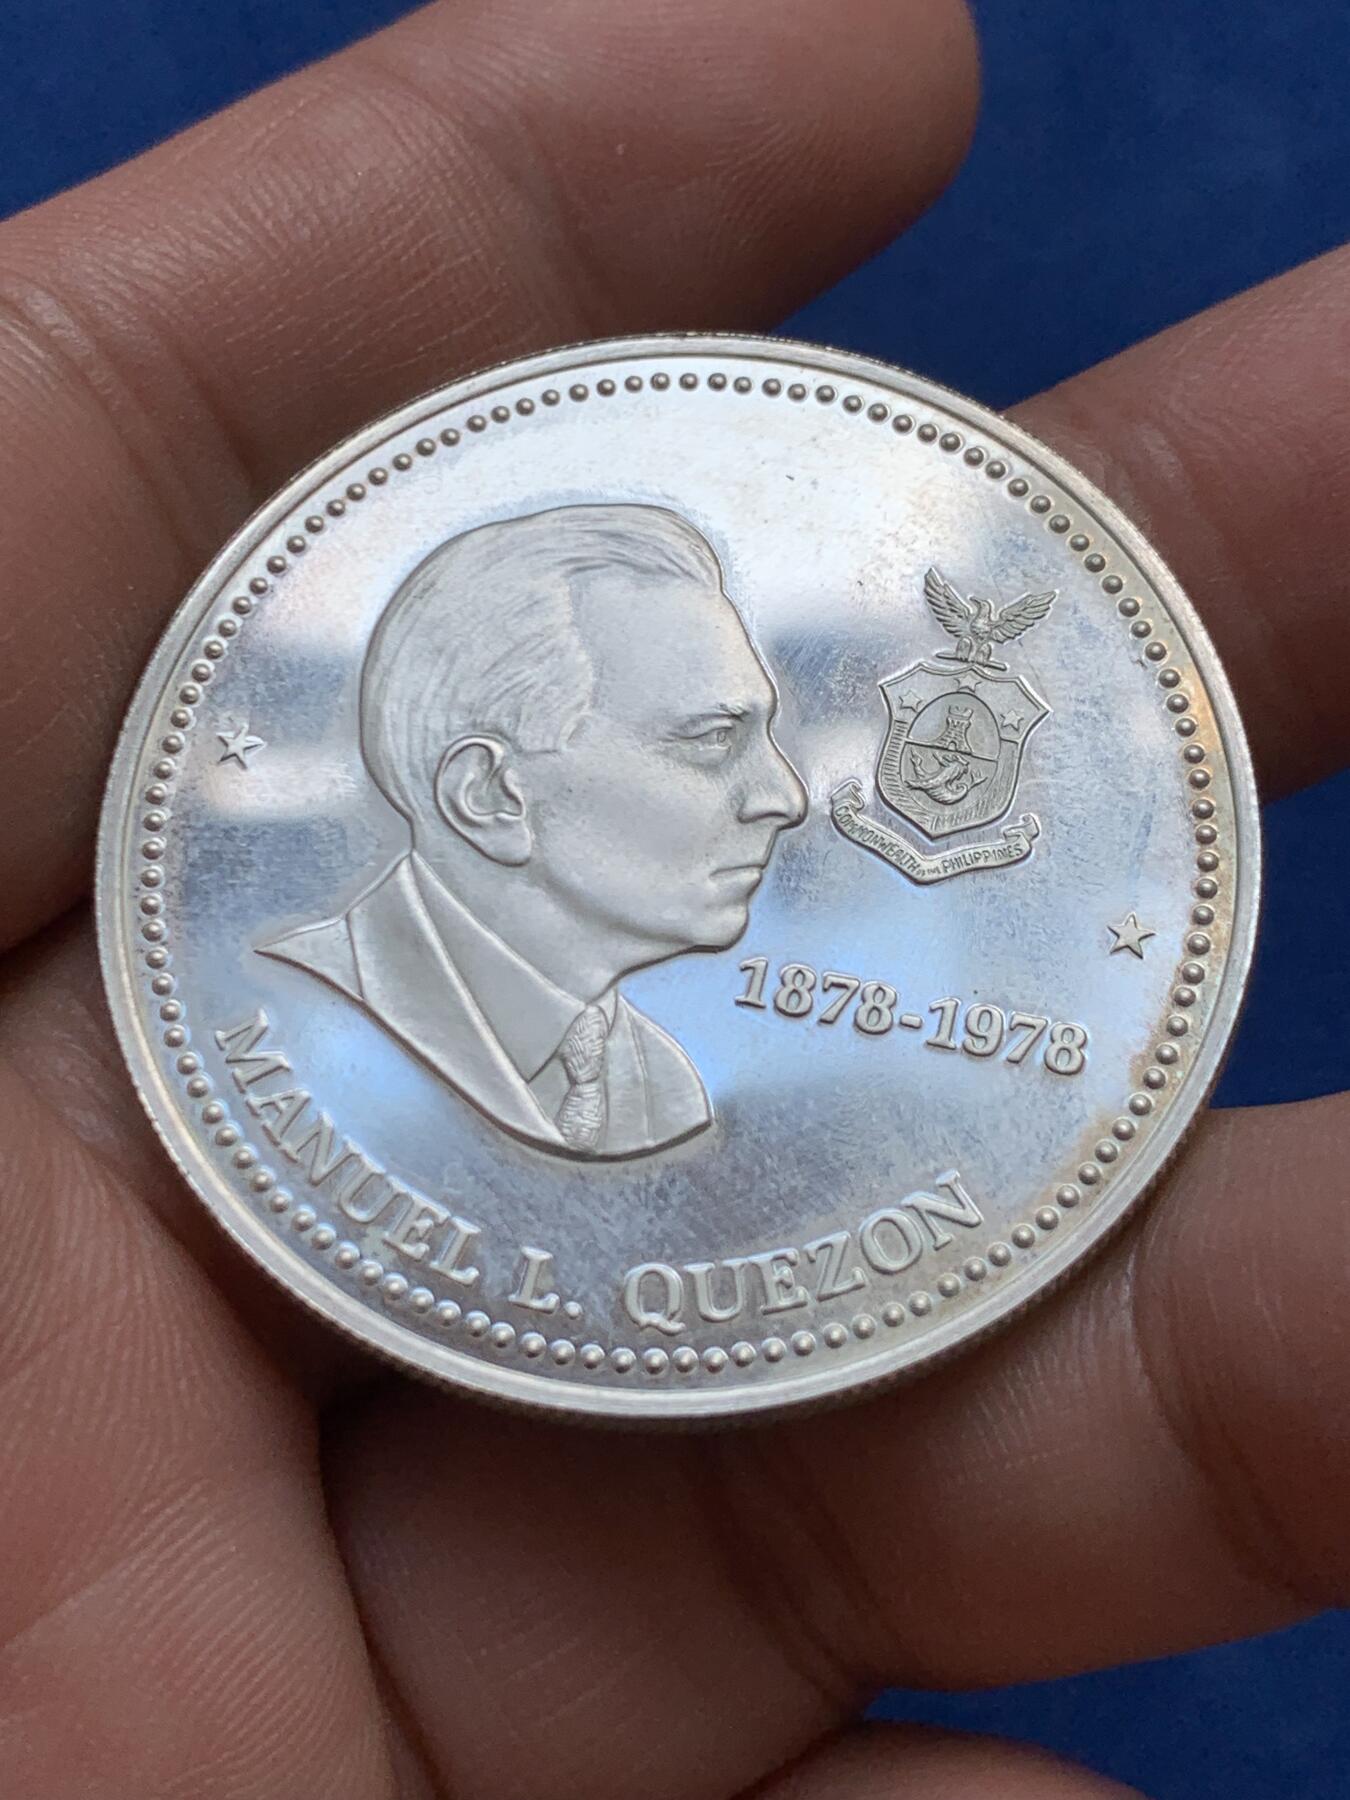 COMMONWEALTH OF THE PHILIPPINES
1878-1978
MANUEL L. QUEZON